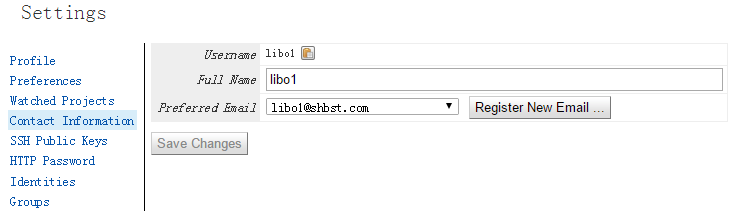 Settings
Profile
Preferences
Watched Projects
Contact Information
SSH Public Keys
HTTP Password
Identities
Groups
Username libo1
Full Name libo1
Preferred Email libo1@shbst.com Register New Email ...
Save Changes